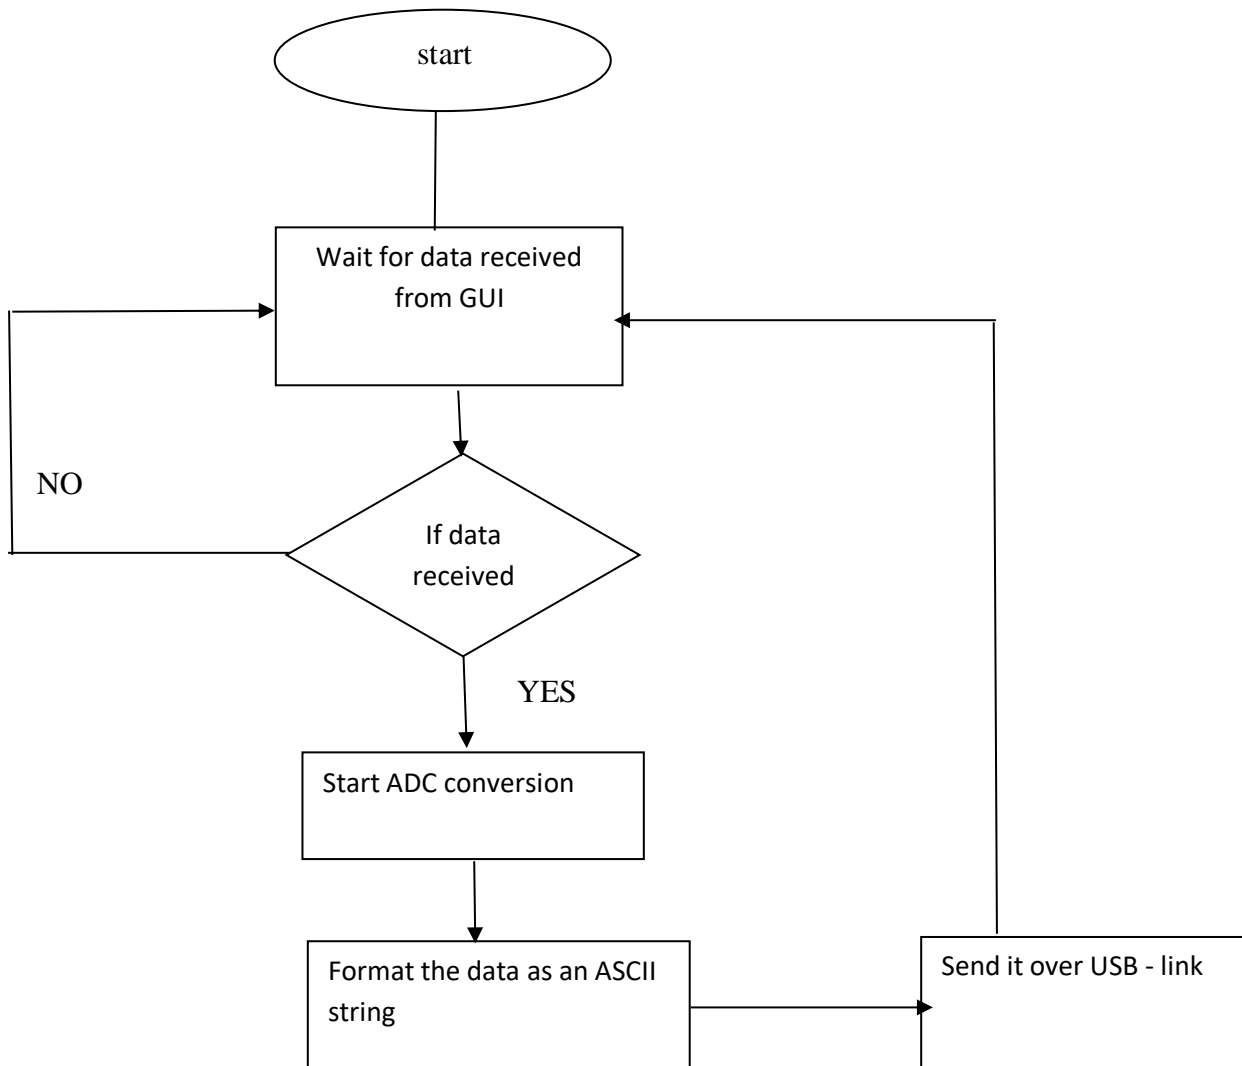 start
Wait for data received
from GUI
NO
If data
received
YES
Start ADC conversion
Format the data as an ASCII
string
Send it over USB - link